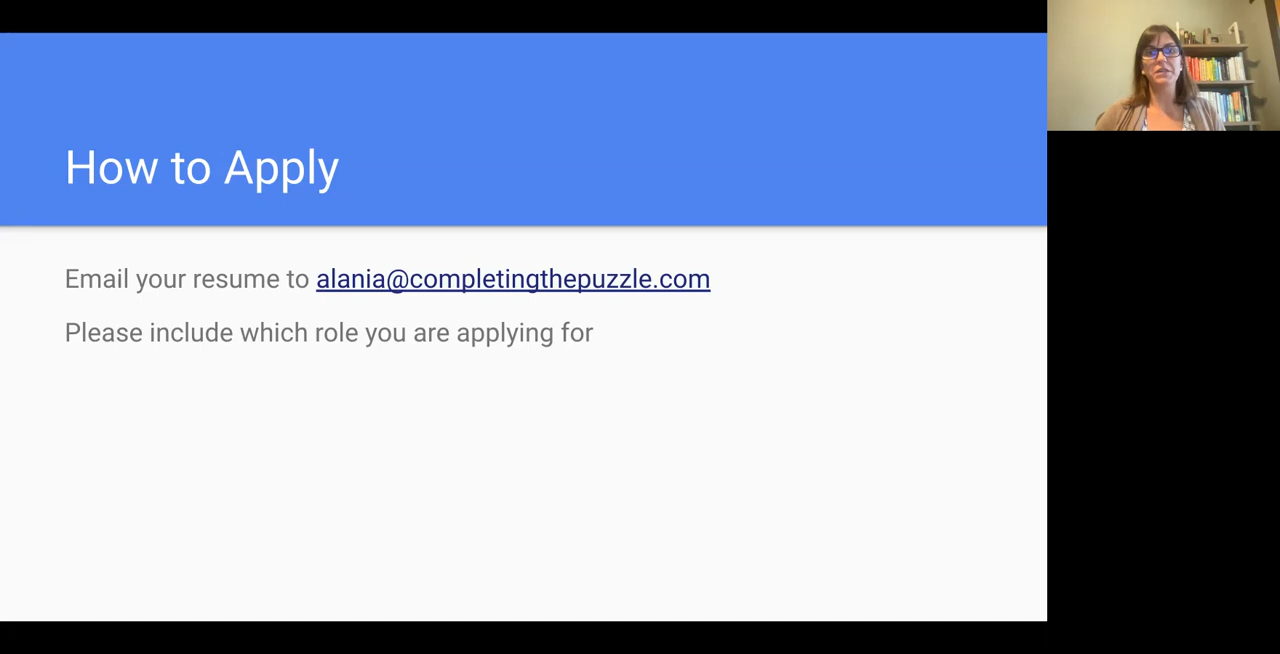 How to Apply
Email your resume to alania@completingthepuzzle.com
Please include which role you are applying for